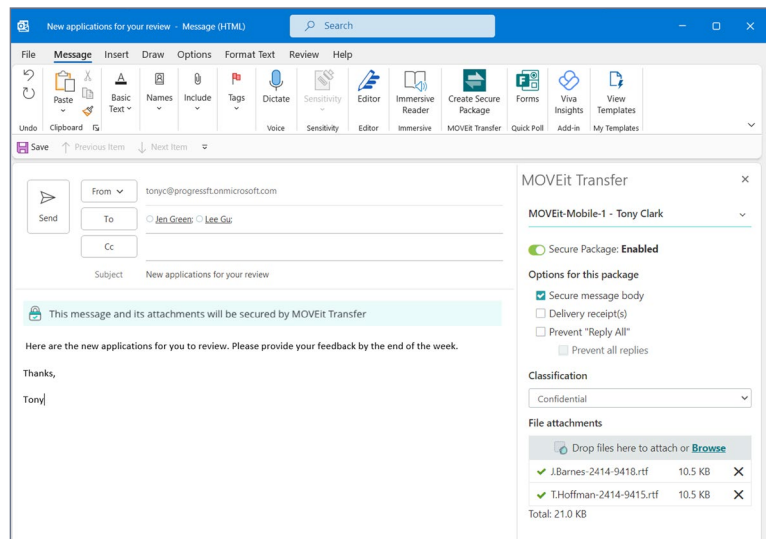 New applications for your review - Message (HTML)
Search
File Message Insert Draw Options Format Text Review Help
Paste
Basic Text
Names
Include
Tags
Dictate
Sensitivity
Editor
Immersive Reader
Create Secure Package
Forms
Viva Insights
View Templates
Undo Clipboard Voice Sensitivity Editor Immersive MOVEit Transfer Quick Poll Add-in My Templates
Save Previous Item Next Item
Send
From tonyc@progressft.onmicrosoft.com
To Jen Green; Lee Gu;
Cc
Subject New applications for your review
This message and its attachments will be secured by MOVEit Transfer
Here are the new applications for you to review. Please provide your feedback by the end of the week.
Thanks,
Tony
MOVEit Transfer
MOVEit-Mobile-1 - Tony Clark
Secure Package: Enabled
Options for this package
Secure message body
Delivery receipt(s)
Prevent "Reply All"
Prevent all replies
Classification
Confidential
File attachments
Drop files here to attach or Browse
J.Barnes-2414-9418.rtf 10.5 KB
T.Hoffman-2414-9415.rtf 10.5 KB
Total: 21.0 KB